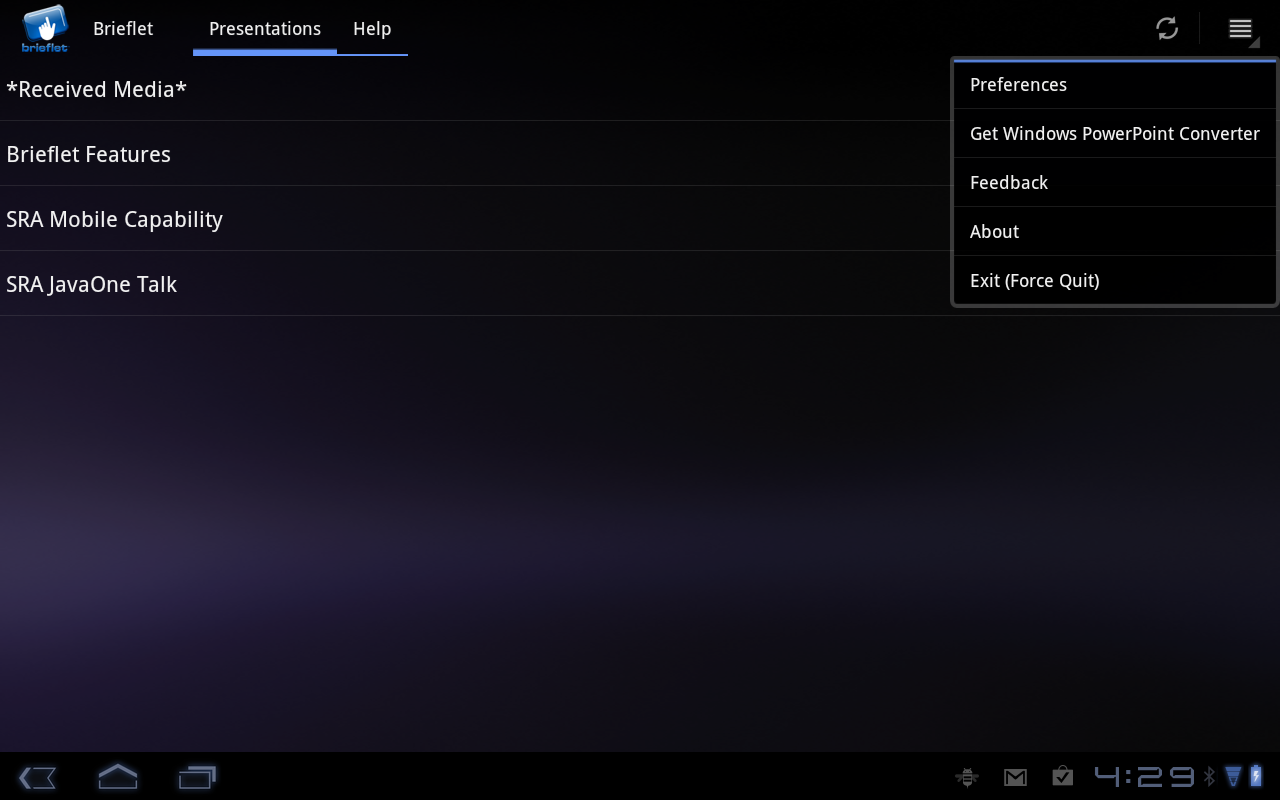 brieflet
Brieflet
Presentations
Help
*Received Media*
Brieflet Features
SRA Mobile Capability
SRA JavaOne Talk
Preferences
Get Windows PowerPoint Converter
Feedback
About
Exit (Force Quit)
4:29